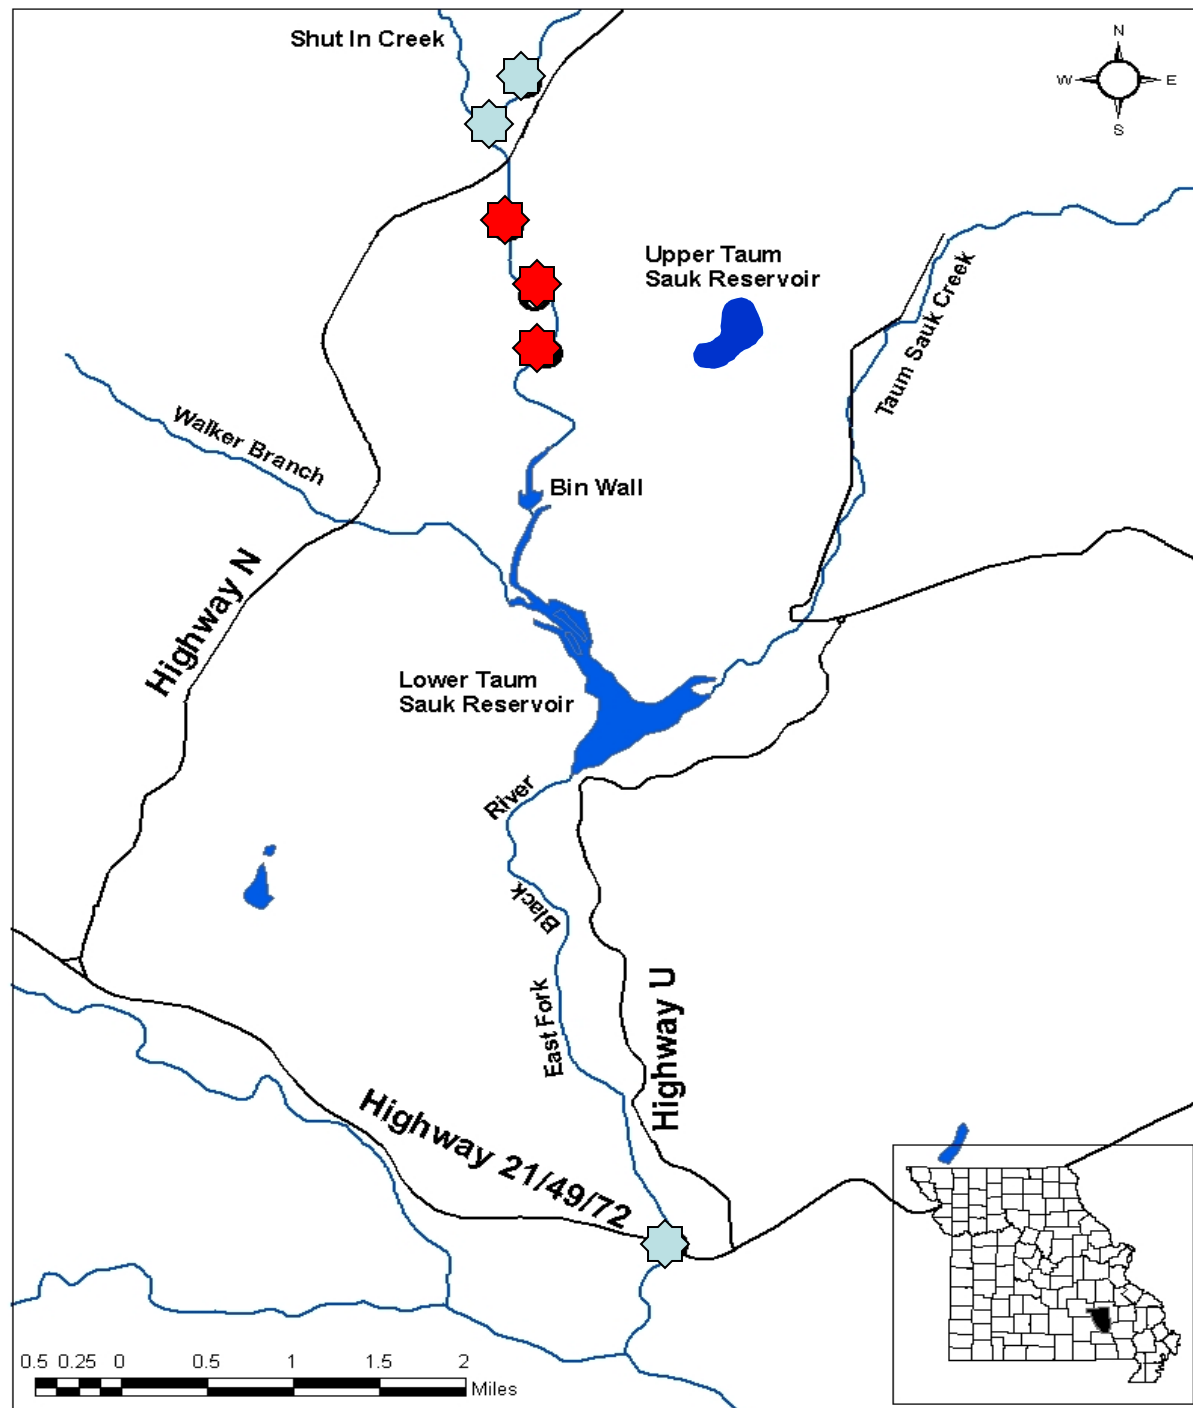 Shut In Creek
N
W
E
S
Upper Taum
Sauk Reservoir
Taum Sauk Creek
Walker Branch
Bin Wall
Highway N
Lower Taum
Sauk Reservoir
River
Black
East Fork
Highway U
Highway 21/49/72
0.5 0.25 0 0.5 1 1.5 2
Miles